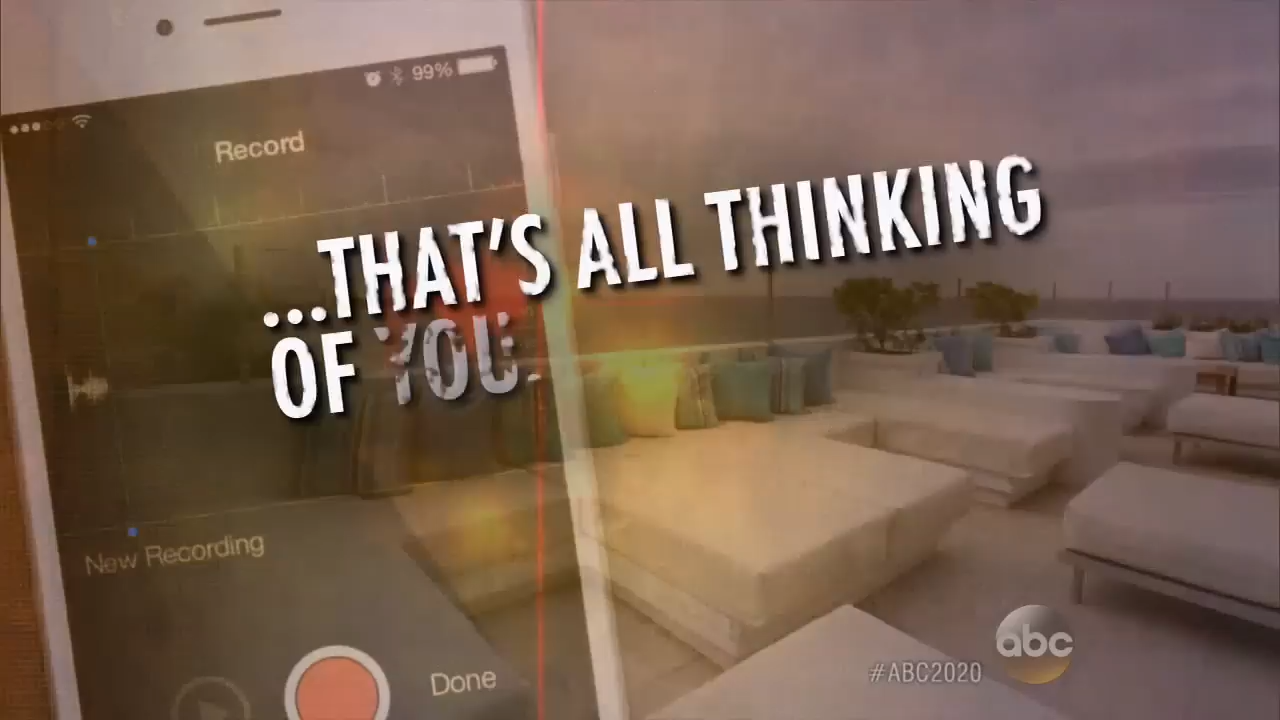 99%
Record
...THAT'S ALL THINKING
OF YOU.
New Recording
Done
abc
#ABC2020